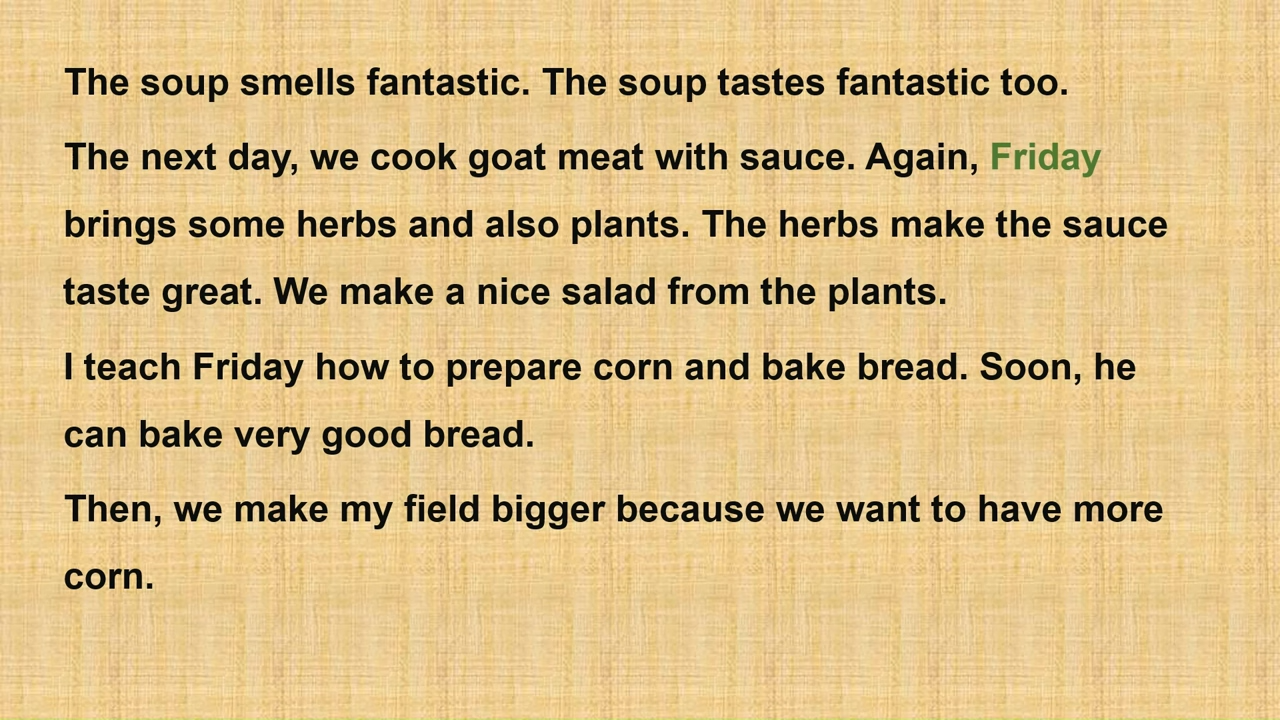 The soup smells fantastic. The soup tastes fantastic too.
The next day, we cook goat meat with sauce. Again, Friday
brings some herbs and also plants. The herbs make the sauce
taste great. We make a nice salad from the plants.
I teach Friday how to prepare corn and bake bread. Soon, he
can bake very good bread.
Then, we make my field bigger because we want to have more
corn.